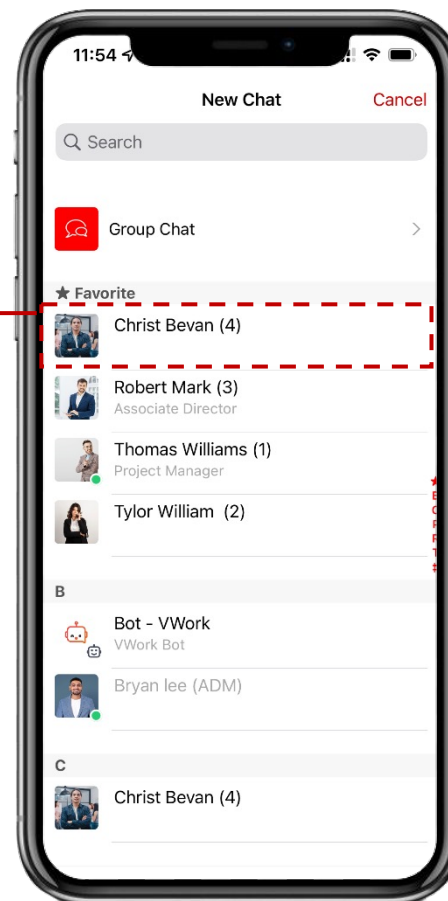 11:54
New Chat
Cancel
Search
Group Chat
★ Favorite
Christ Bevan (4)
Robert Mark (3)
Associate Director
Thomas Williams (1)
Project Manager
Tylor William (2)
B
Bot - VWork
VWork Bot
Bryan lee (ADM)
C
Christ Bevan (4)